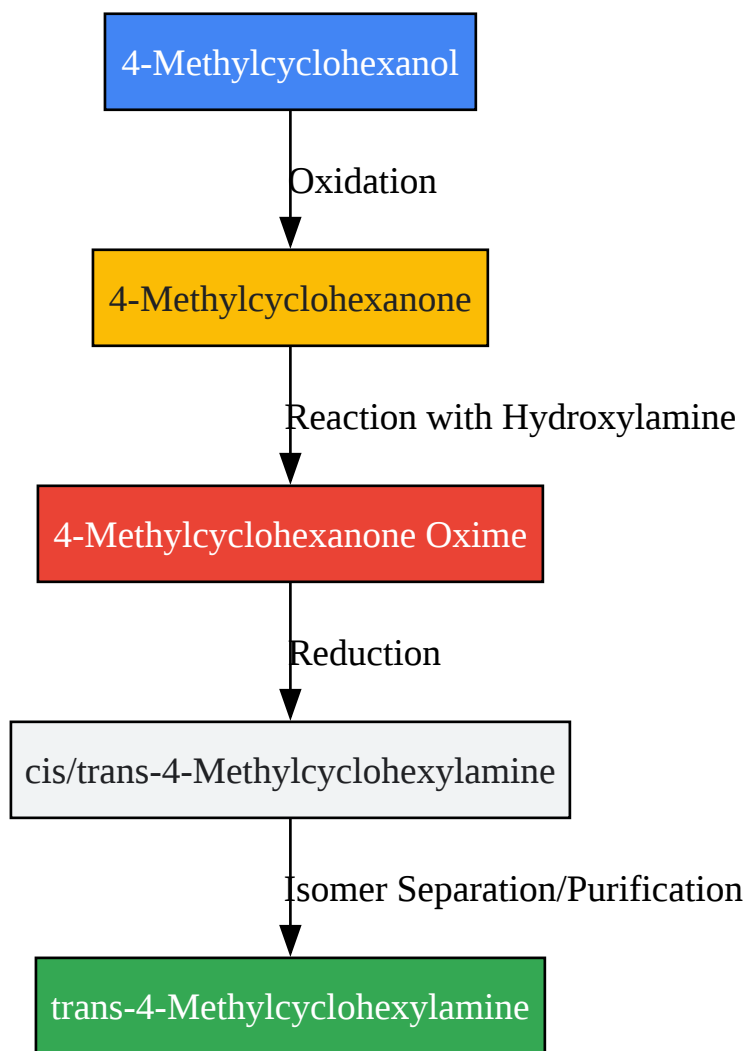 4-Methylcyclohexanol
Oxidation
4-Methylcyclohexanone
Reaction with Hydroxylamine
4-Methylcyclohexanone Oxime
Reduction
cis/trans-4-Methylcyclohexylamine
Isomer Separation/Purification
trans-4-Methylcyclohexylamine